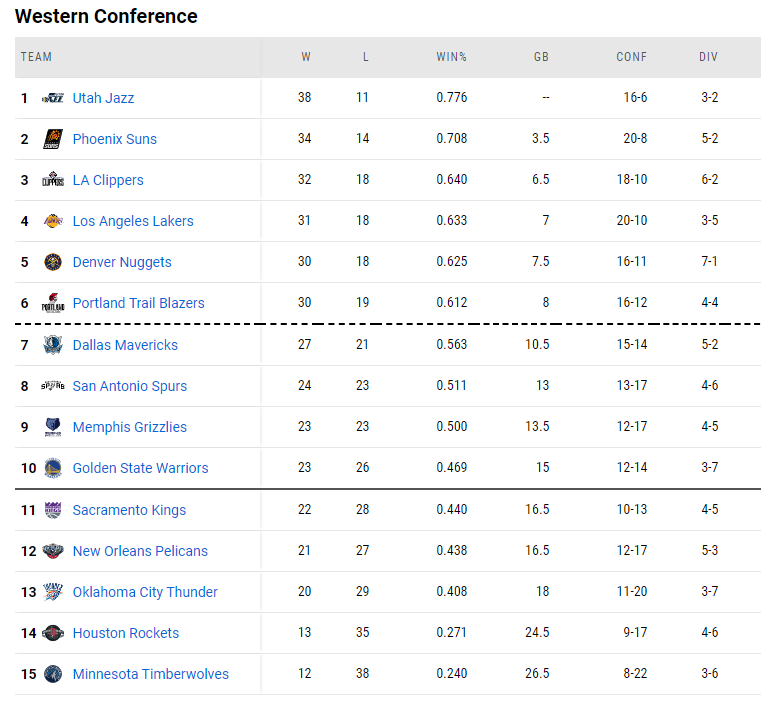 Western Conference
TEAM W L WIN% GB CONF DIV
1 Utah Jazz 38 11 0.776 -- 16-6 3-2
2 Phoenix Suns 34 14 0.708 3.5 20-8 5-2
3 LA Clippers 32 18 0.640 6.5 18-10 6-2
4 Los Angeles Lakers 31 18 0.633 7 20-10 3-5
5 Denver Nuggets 30 18 0.625 7.5 16-11 7-1
6 Portland Trail Blazers 30 19 0.612 8 16-12 4-4
7 Dallas Mavericks 27 21 0.563 10.5 15-14 5-2
8 San Antonio Spurs 24 23 0.511 13 13-17 4-6
9 Memphis Grizzlies 23 23 0.500 13.5 12-17 4-5
10 Golden State Warriors 23 26 0.469 15 12-14 3-7
11 Sacramento Kings 22 28 0.440 16.5 10-13 4-5
12 New Orleans Pelicans 21 27 0.438 16.5 12-17 5-3
13 Oklahoma City Thunder 20 29 0.408 18 11-20 3-7
14 Houston Rockets 13 35 0.271 24.5 9-17 4-6
15 Minnesota Timberwolves 12 38 0.240 26.5 8-22 3-6